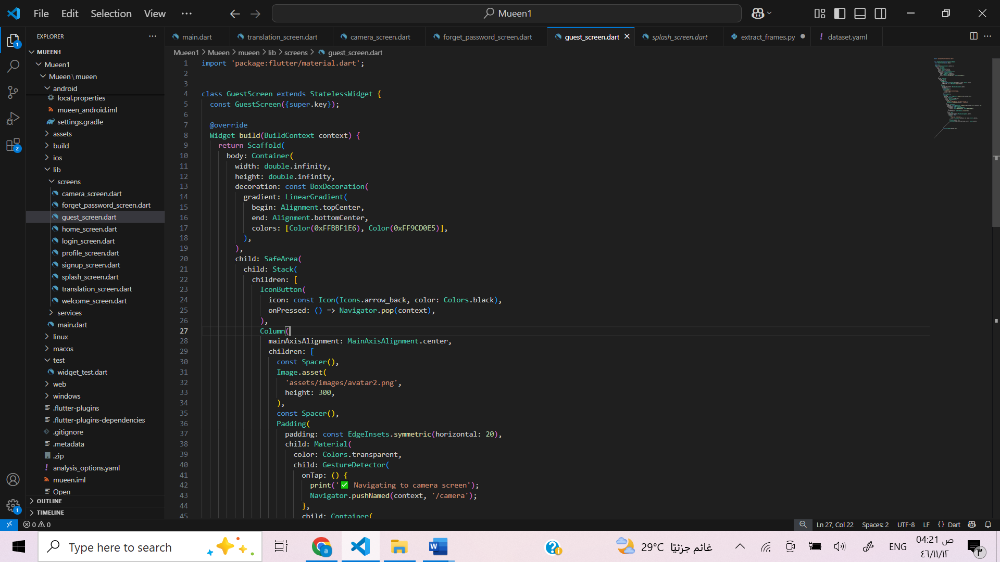 File Edit Selection View ··· Mueen1
EXPLORER ···
MUEEN1
Mueen1
Mueen\mueen
android
local.properties
mueen_android.iml
settings.gradle
assets
build
ios
lib
screens
camera_screen.dart
forget_password_screen.dart
guest_screen.dart
home_screen.dart
login_screen.dart
profile_screen.dart
signup_screen.dart
splash_screen.dart
translation_screen.dart
welcome_screen.dart
services
main.dart
linux
macos
test
widget_test.dart
web
windows
.flutter-plugins
.flutter-plugins-dependencies
.gitignore
.metadata
.zip
analysis_options.yaml
mueen.iml
Open
OUTLINE
TIMELINE
main.dart translation_screen.dart camera_screen.dart forget_password_screen.dart guest_screen.dart splash_screen.dart extract_frames.py dataset.yaml
Mueen1 > Mueen > mueen > lib > screens > guest_screen.dart
1 import 'package:flutter/material.dart';
2
3
4 class GuestScreen extends StatelessWidget {
5 const GuestScreen({super.key});
6
7 @override
8 Widget build(BuildContext context) {
9 return Scaffold(
10 body: Container(
11 width: double.infinity,
12 height: double.infinity,
13 decoration: const BoxDecoration(
14 gradient: LinearGradient(
15 begin: Alignment.topCenter,
16 end: Alignment.bottomCenter,
17 colors: [Color(0xFFBBF1E6), Color(0xFF9CD0E5)],
18 ),
19 ),
20 child: SafeArea(
21 child: Stack(
22 children: [
23 IconButton(
24 icon: const Icon(Icons.arrow_back, color: Colors.black),
25 onPressed: () => Navigator.pop(context),
26 ),
27 Column(
28 mainAxisAlignment: MainAxisAlignment.center,
29 children: [
30 const Spacer(),
31 Image.asset(
32 'assets/images/avatar2.png',
33 height: 300,
34 ),
35 const Spacer(),
36 Padding(
37 padding: const EdgeInsets.symmetric(horizontal: 20),
38 child: Material(
39 color: Colors.transparent,
40 child: GestureDetector(
41 onTap: () {
42 print('✅ Navigating to camera screen');
43 Navigator.pushNamed(context, '/camera');
44 },
45 child: Container(
0 0 Ln 27, Col 22 Spaces: 2 UTF-8 LF {} Dart
Type here to search 29°C غائم جزئيًا ENG 04:21 ص
٤٦/١١/١٢ ٣